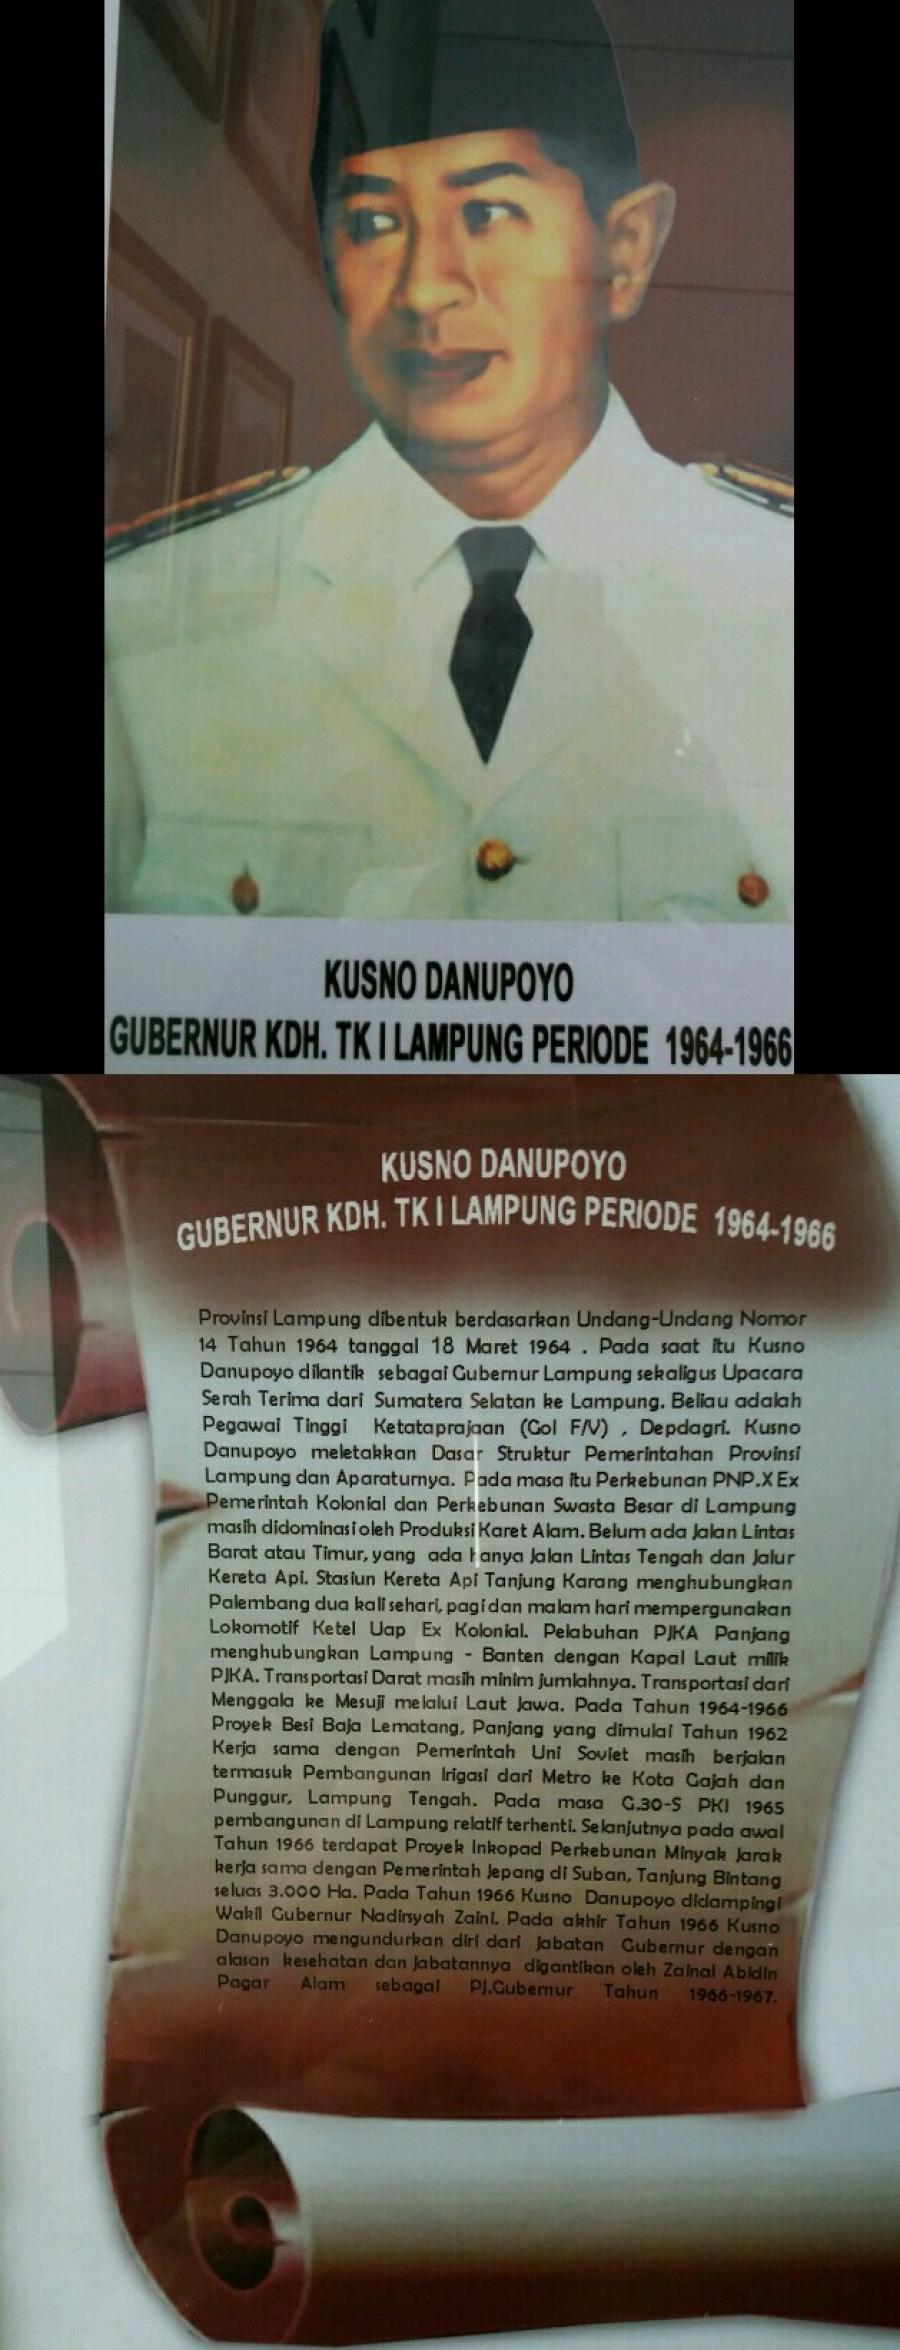 KUSNO DANUPOYO
GUBERNUR KDH. TK I LAMPUNG PERIODE 1964-1966
KUSNO DANUPOYO
GUBERNUR KDH. TK I LAMPUNG PERIODE 1964-1966
Provinsi Lampung dibentuk berdasarkan Undang-Undang Nomor
14 Tahun 1964 tanggal 18 Maret 1964 . Pada saat itu Kusno
Danupoyo dilantik sebagai Gubernur Lampung sekaligus Upacara
Serah Terima dari Sumatera Selatan ke Lampung. Beliau adalah
Pegawai Tinggi Ketataprajaan (Gol F/V) , Depdagri. Kusno
Danupoyo meletakkan Dasar Struktur Pemerintahan Provinsi
Lampung dan Aparaturnya. Pada masa itu Perkebunan PNP.X Ex
Pemerintah Kolonial dan Perkebunan Swasta Besar di Lampung
masih didominasi oleh Produksi Karet Alam. Belum ada Jalan Lintas
Barat atau Timur, yang ada hanya Jalan Lintas Tengah dan Jalur
Kereta Api. Stasiun Kereta Api Tanjung Karang menghubungkan
Palembang dua kali sehari, pagi dan malam hari mempergunakan
Lokomotif Ketel Uap Ex Kolonial. Pelabuhan PJKA Panjang
menghubungkan Lampung - Banten dengan Kapal Laut milik
PJKA. Transportasi Darat masih minim jumlahnya. Transportasi dari
Menggala ke Mesuji melalui Laut Jawa. Pada Tahun 1964-1966
Proyek Besi Baja Lematang, Panjang yang dimulai Tahun 1962
Kerja sama dengan Pemerintah Uni Soviet masih berjalan
termasuk Pembangunan Irigasi dari Metro ke Kota Gajah dan
Punggur, Lampung Tengah. Pada masa G.30-S PKI 1965
pembangunan di Lampung relatif terhenti. Selanjutnya pada awal
Tahun 1966 terdapat Proyek Inkopad Perkebunan Minyak Jarak
kerja sama dengan Pemerintah Jepang di Suban, Tanjung Bintang
seluas 3.000 Ha. Pada Tahun 1966 Kusno Danupoyo didampingi
Wakil Gubernur Nadirsyah Zaini. Pada akhir Tahun 1966 Kusno
Danupoyo mengundurkan diri dari Jabatan Gubernur dengan
alasan kesehatan dan Jabatannya digantikan oleh Zainal Abidin
Pagar Alam sebagai PJ.Gubernur Tahun 1966-1967.